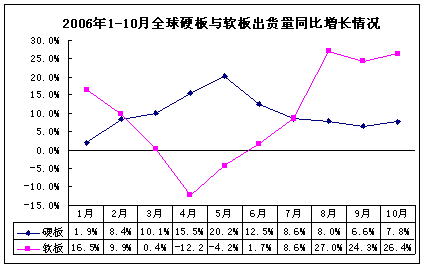 2006年1-10月全球硬板与软板出货量同比增长情况
30.0%
25.0%
20.0%
15.0%
10.0%
5.0%
0.0%
-5.0%
-10.0%
-15.0%
1月 2月 3月 4月 5月 6月 7月 8月 9月 10月
硬板 1.9% 8.4% 10.1% 15.5% 20.2% 12.5% 8.6% 8.0% 6.6% 7.8%
软板 16.5% 9.9% 0.4% -12.2 -4.2% 1.7% 8.6% 27.0% 24.3% 26.4%